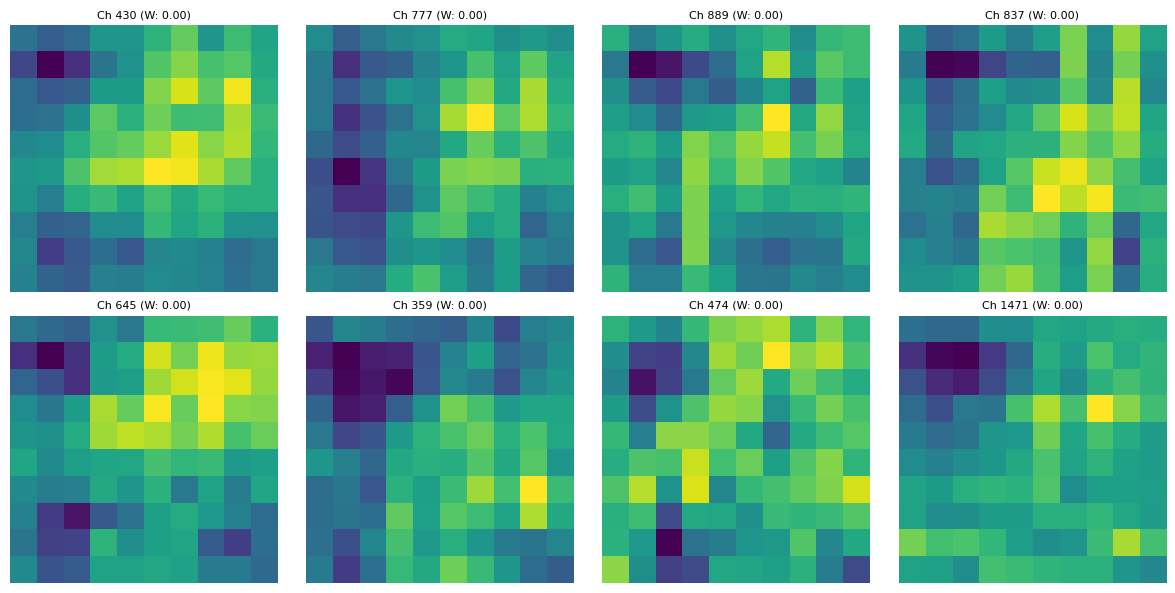 Ch 430 (W: 0.00)
Ch 777 (W: 0.00)
Ch 889 (W: 0.00)
Ch 837 (W: 0.00)
Ch 645 (W: 0.00)
Ch 359 (W: 0.00)
Ch 474 (W: 0.00)
Ch 1471 (W: 0.00)